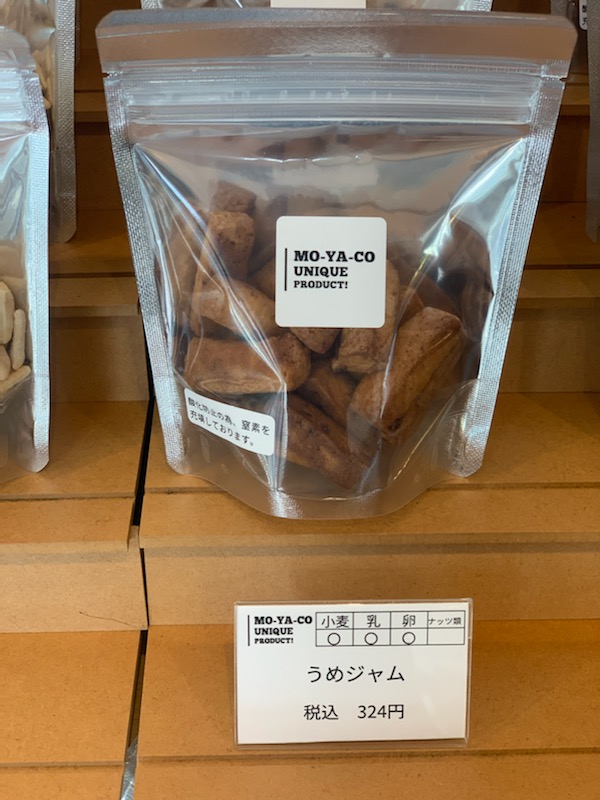 MO-YA-CO
UNIQUE
PRODUCT!
酸化防止の為、窒素を
充填しております。
MO-YA-CO
UNIQUE
PRODUCT!
小麦 乳 卵 ナッツ類
○ ○ ○
うめジャム
税込 324円